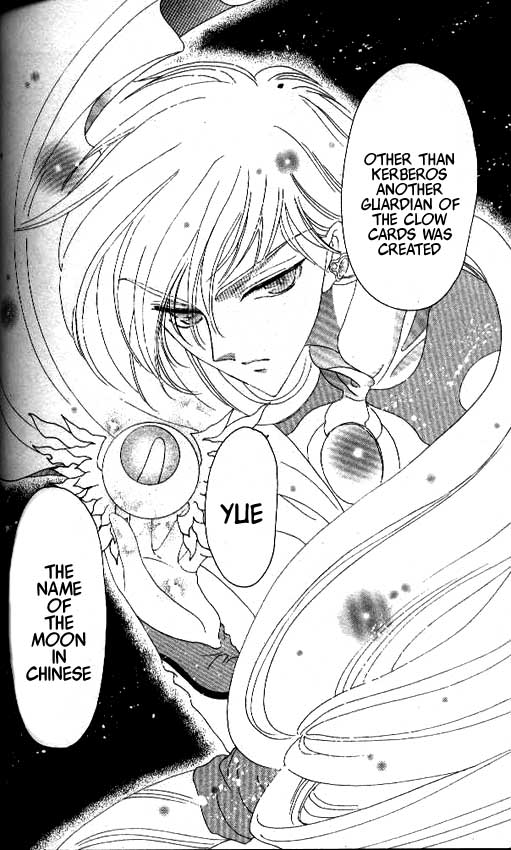 OTHER THAN
KERBEROS
ANOTHER
GUARDIAN OF
THE CLOW
CARDS WAS
CREATED
YUE
THE
NAME
OF
THE
MOON
IN
CHINESE